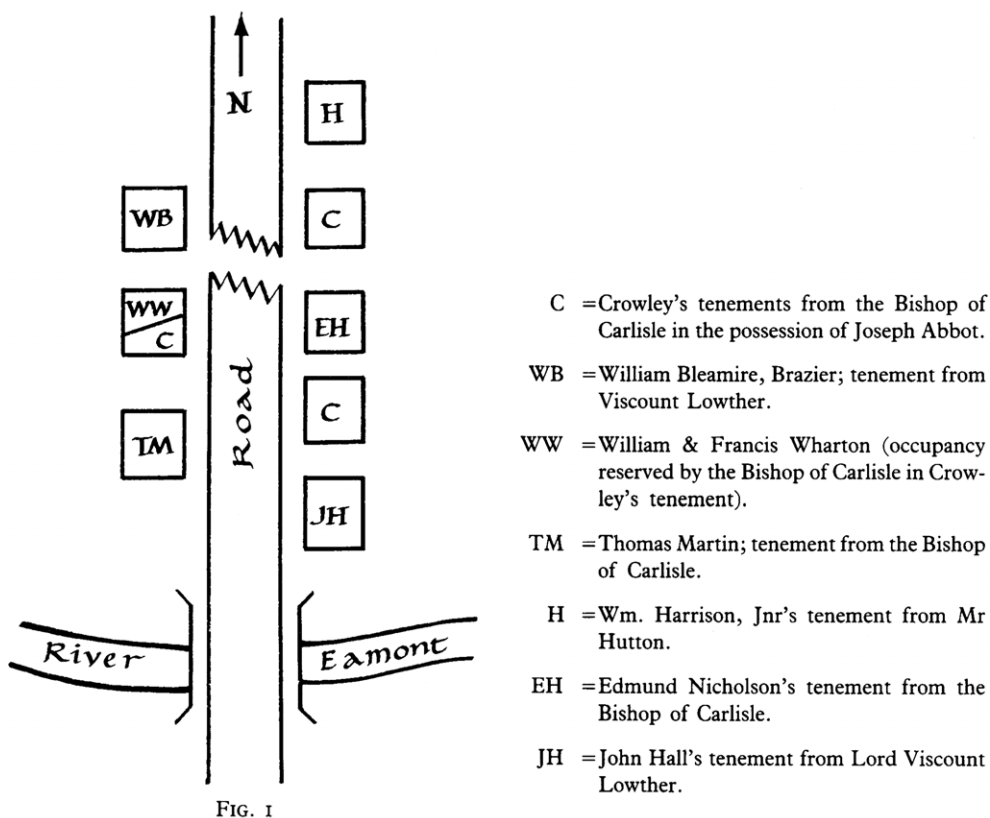 N
H
WB
C
WW
C
EH
TM
C
JH
Road
River
Eamont
FIG. I
C =Crowley's tenements from the Bishop of
Carlisle in the possession of Joseph Abbot.
WB =William Bleamire, Brazier; tenement from
Viscount Lowther.
WW =William & Francis Wharton (occupancy
reserved by the Bishop of Carlisle in Crow-
ley's tenement).
TM =Thomas Martin; tenement from the Bishop
of Carlisle.
H =Wm. Harrison, Jnr's tenement from Mr
Hutton.
EH =Edmund Nicholson's tenement from the
Bishop of Carlisle.
JH =John Hall's tenement from Lord Viscount
Lowther.